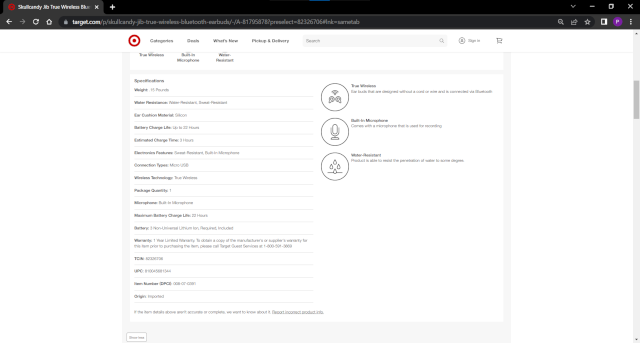 Skullcandy Jib True Wireless Blu
target.com/p/skullcandy-jib-true-wireless-bluetooth-earbuds/-/A-81795878?preselect=82326706#lnk=sametab
Categories
Deals
What's New
Pickup & Delivery
Search
Sign in
True Wireless
Built-in
Microphone
Water-
Resistant
Specifications
Weight: .15 Pounds
Water Resistance: Water-Resistant, Sweat-Resistant
Ear Cushion Material: Silicon
Battery Charge Life: Up to 22 Hours
Estimated Charge Time: 2 Hours
Electronics Features: Sweat-Resistant, Built-In Microphone
Connection Types: Micro-USB
Wireless Technology: True Wireless
Package Quantity: 1
Microphone: Built-In Microphone
Maximum Battery Charge Life: 22 Hours
Battery: 3 Non-Universal Lithium Ion, Required, Included
Warranty: 1 Year Limited Warranty. To obtain a copy of the manufacturer's or supplier's warranty for
this item prior to purchasing the item, please call Target Guest Services at 1-800-591-3869
TCIN:
UPC:
Item Number (DPCI):
Origin: Imported
If the item details above aren't accurate or complete, we want to know about it. Report incorrect product info.
Show less
True Wireless
Ear buds that are designed without a cord or wire and is connected via Bluetooth
Built-In Microphone
Comes with a microphone that is used for recording
Water-Resistant
Product is able to resist the penetration of water to some degree